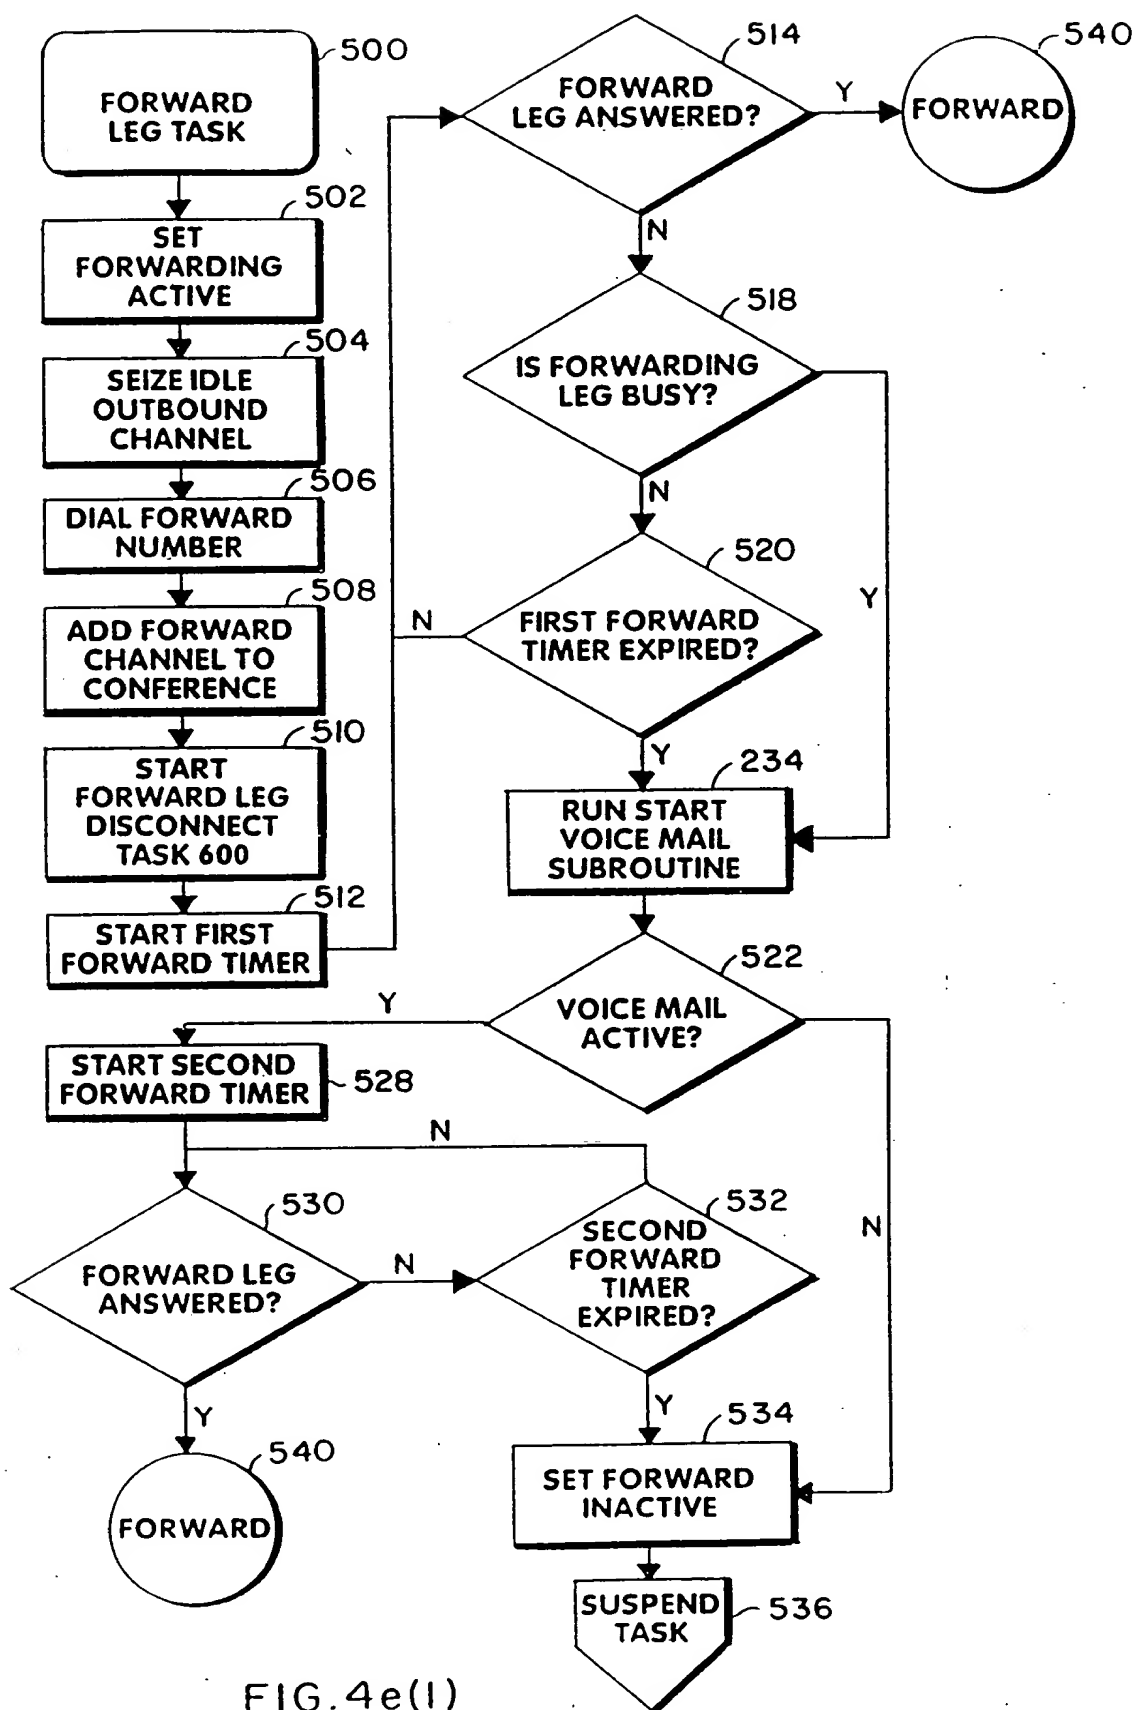 500
FORWARD
LEG TASK
502
SET
FORWARDING
ACTIVE
504
SEIZE IDLE
OUTBOUND
CHANNEL
506
DIAL FORWARD
NUMBER
508
ADD FORWARD
CHANNEL TO
CONFERENCE
510
START
FORWARD LEG
DISCONNECT
TASK 600
512
START FIRST
FORWARD TIMER
514
FORWARD
LEG ANSWERED?
Y
540
FORWARD
N
518
IS FORWARDING
LEG BUSY?
Y
N
520
FIRST FORWARD
TIMER EXPIRED?
N
Y
234
RUN START
VOICE MAIL
SUBROUTINE
522
VOICE MAIL
ACTIVE?
Y
N
START SECOND
FORWARD TIMER
528
N
530
FORWARD LEG
ANSWERED?
N
532
SECOND
FORWARD
TIMER
EXPIRED?
Y
540
FORWARD
Y
534
SET FORWARD
INACTIVE
SUSPEND
TASK
536
FIG.4e(1)